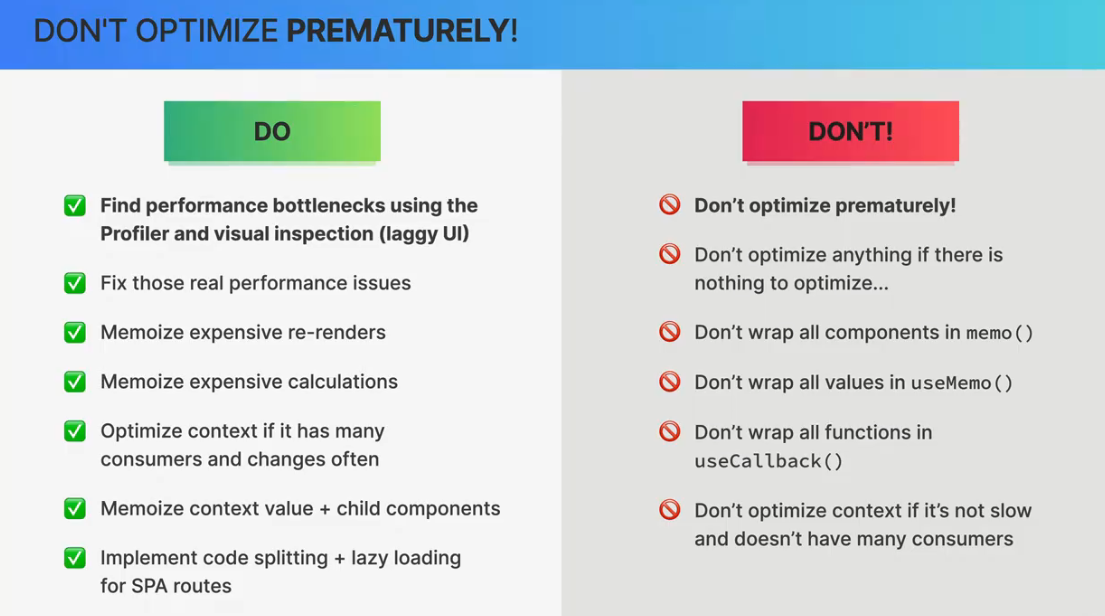 DON'T OPTIMIZE PREMATURELY!
DO
✅ Find performance bottlenecks using the
Profiler and visual inspection (laggy UI)
✅ Fix those real performance issues
✅ Memoize expensive re-renders
✅ Memoize expensive calculations
✅ Optimize context if it has many
consumers and changes often
✅ Memoize context value + child components
✅ Implement code splitting + lazy loading
for SPA routes
DON’T!
🚫 Don’t optimize prematurely!
🚫 Don’t optimize anything if there is
nothing to optimize...
🚫 Don’t wrap all components in memo()
🚫 Don’t wrap all values in useMemo()
🚫 Don’t wrap all functions in
useCallback()
🚫 Don’t optimize context if it’s not slow
and doesn’t have many consumers